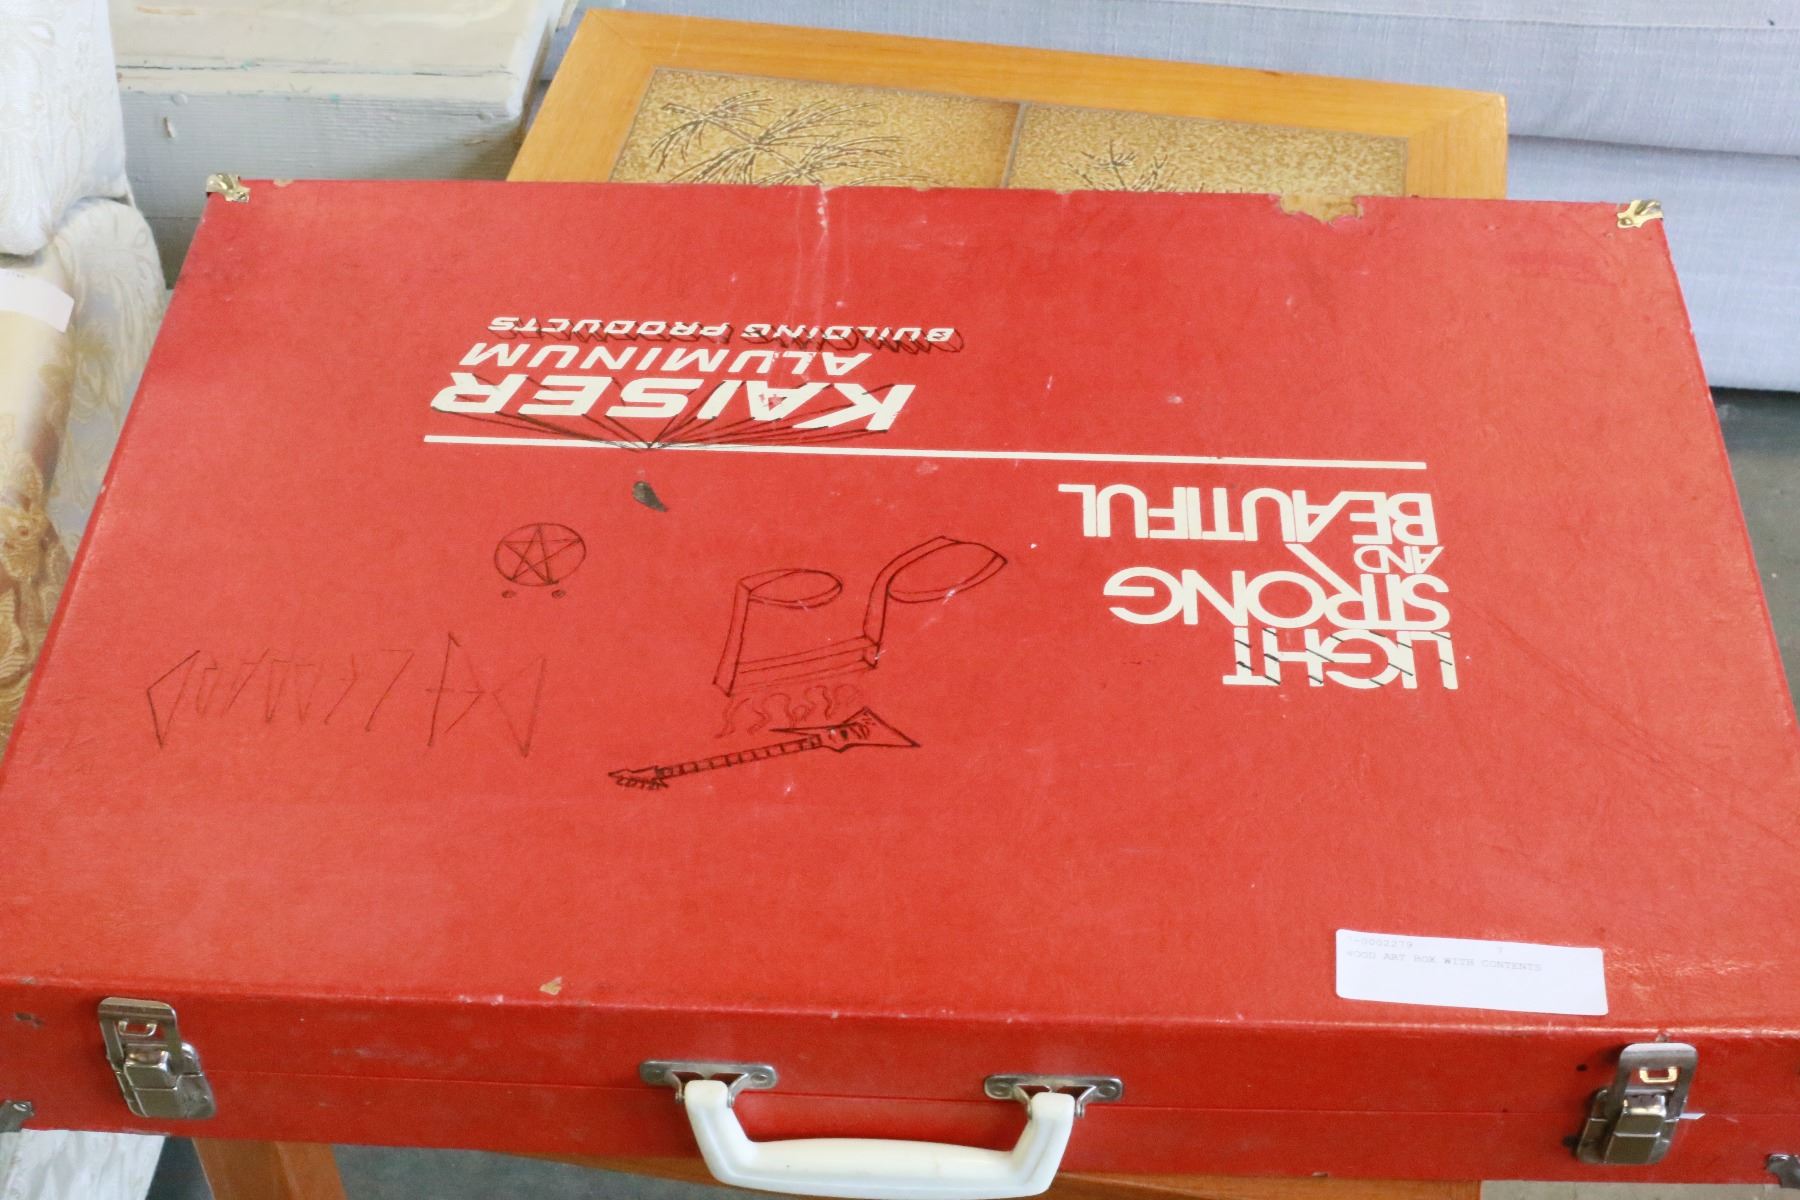 LIGHT
STRONG
AND
BEAUTIFUL
KAISER
ALUMINUM
BUILDING PRODUCTS
DEF LEPPARD
WOOD ART BOX WITH CONTENTS